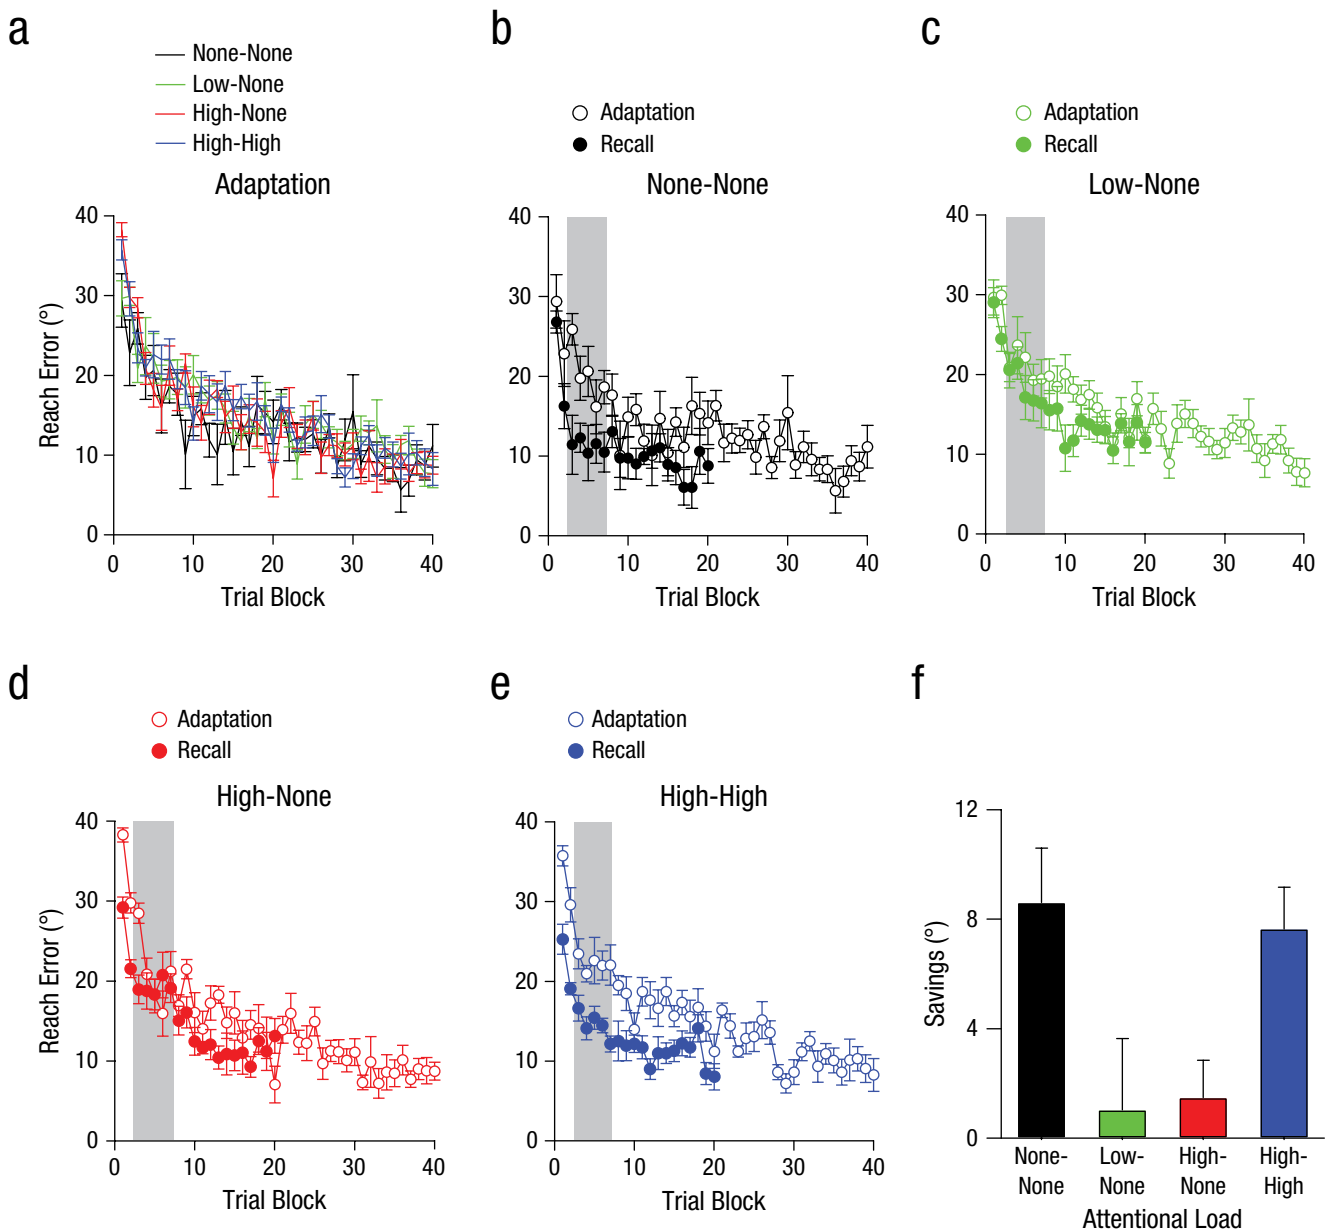 a
None-None
Low-None
High-None
High-High
Adaptation
40
30
20
10
0
Reach Error (°)
0 10 20 30 40
Trial Block
b
Adaptation
Recall
None-None
40
30
20
10
0
0 10 20 30 40
Trial Block
c
Adaptation
Recall
Low-None
40
30
20
10
0
0 10 20 30 40
Trial Block
d
Adaptation
Recall
High-None
40
30
20
10
0
Reach Error (°)
0 10 20 30 40
Trial Block
e
Adaptation
Recall
High-High
40
30
20
10
0
0 10 20 30 40
Trial Block
f
12
8
4
0
Savings (°)
None- Low- High- High-
None None None High
Attentional Load